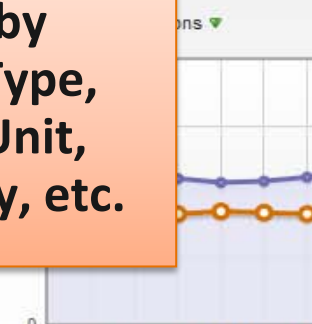 by
ons
Type,
Unit,
y, etc.
0